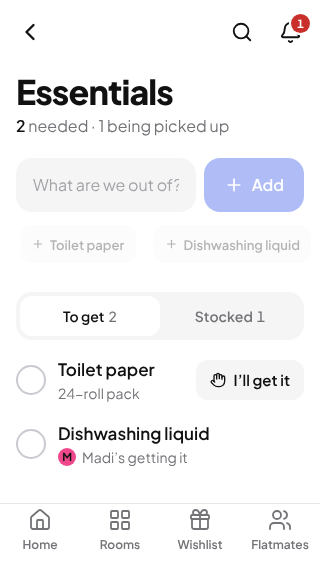 1
Essentials
2 needed · 1 being picked up
What are we out of?
+ Add
+ Toilet paper
+ Dishwashing liquid
To get 2
Stocked 1
Toilet paper
24-roll pack
I'll get it
Dishwashing liquid
M Madi's getting it
Home
Rooms
Wishlist
Flatmates